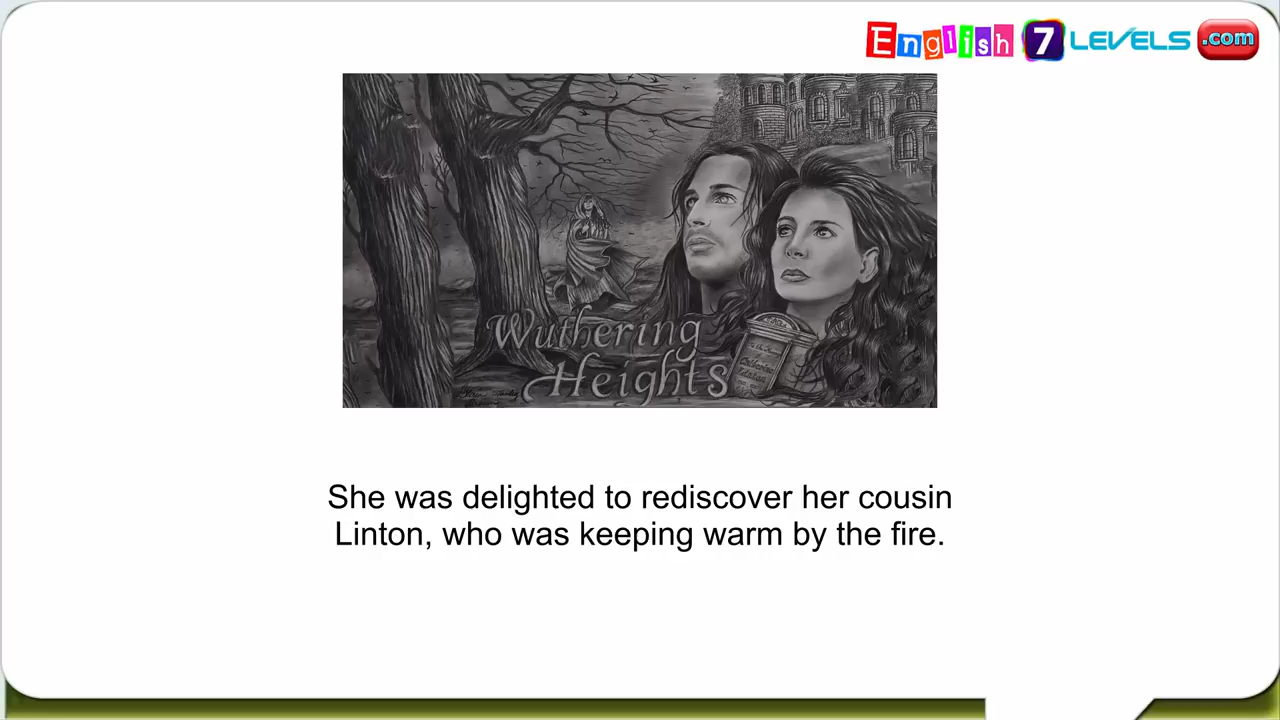 English 7 LEVELS .com
Wuthering
Heights
She was delighted to rediscover her cousin
Linton, who was keeping warm by the fire.